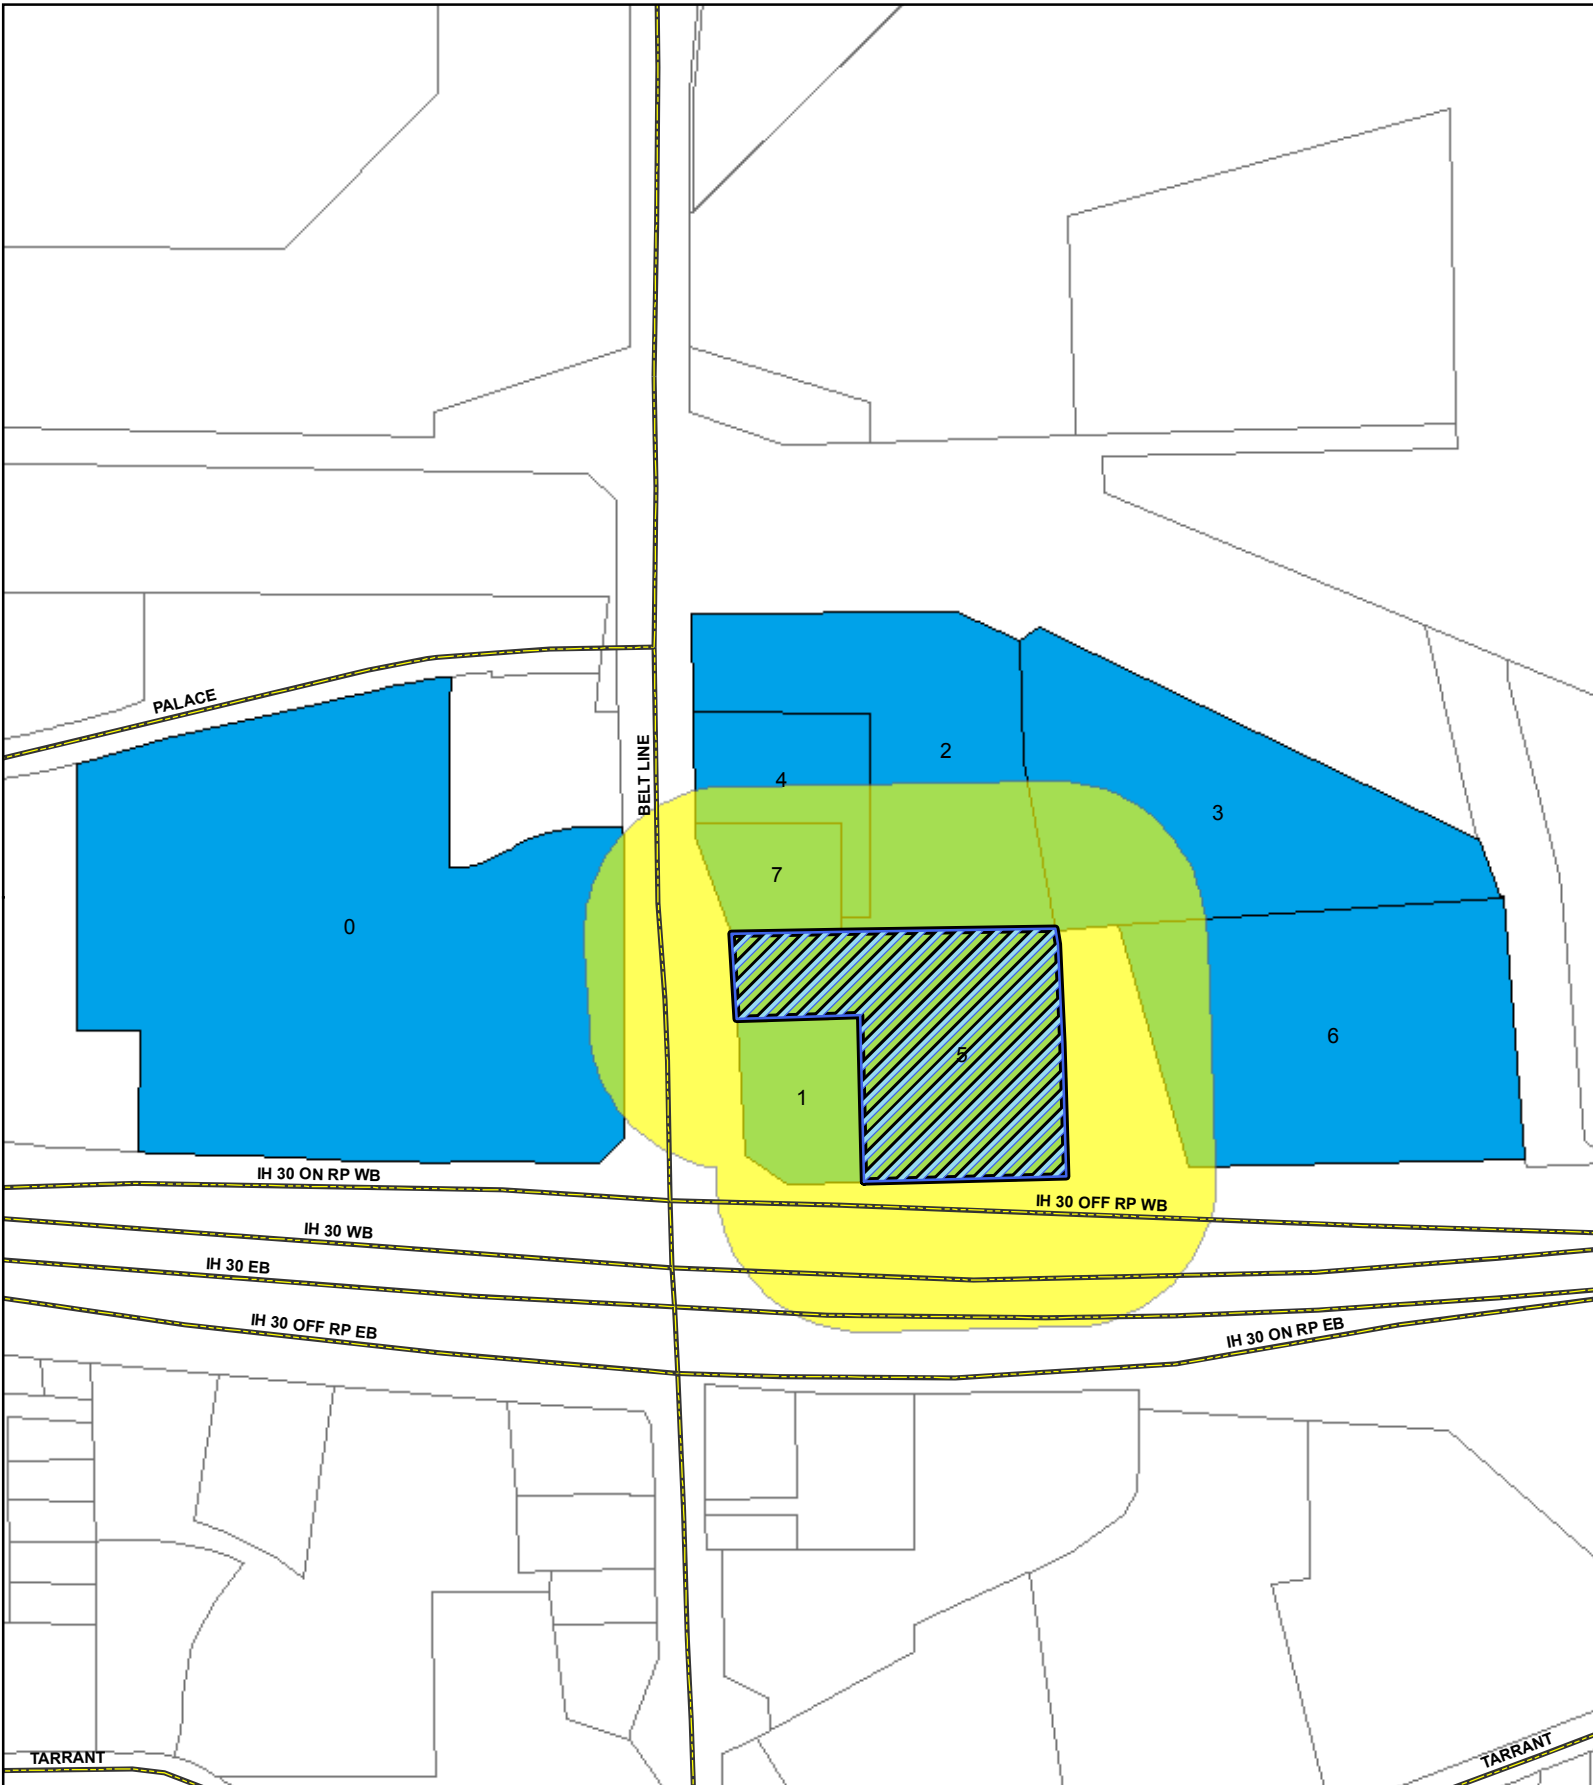 PALACE
BELT LINE
2
4
3
7
0
6
5
1
IH 30 ON RP WB
IH 30 OFF RP WB
IH 30 WB
IH 30 EB
IH 30 OFF RP EB
IH 30 ON RP EB
TARRANT
TARRANT